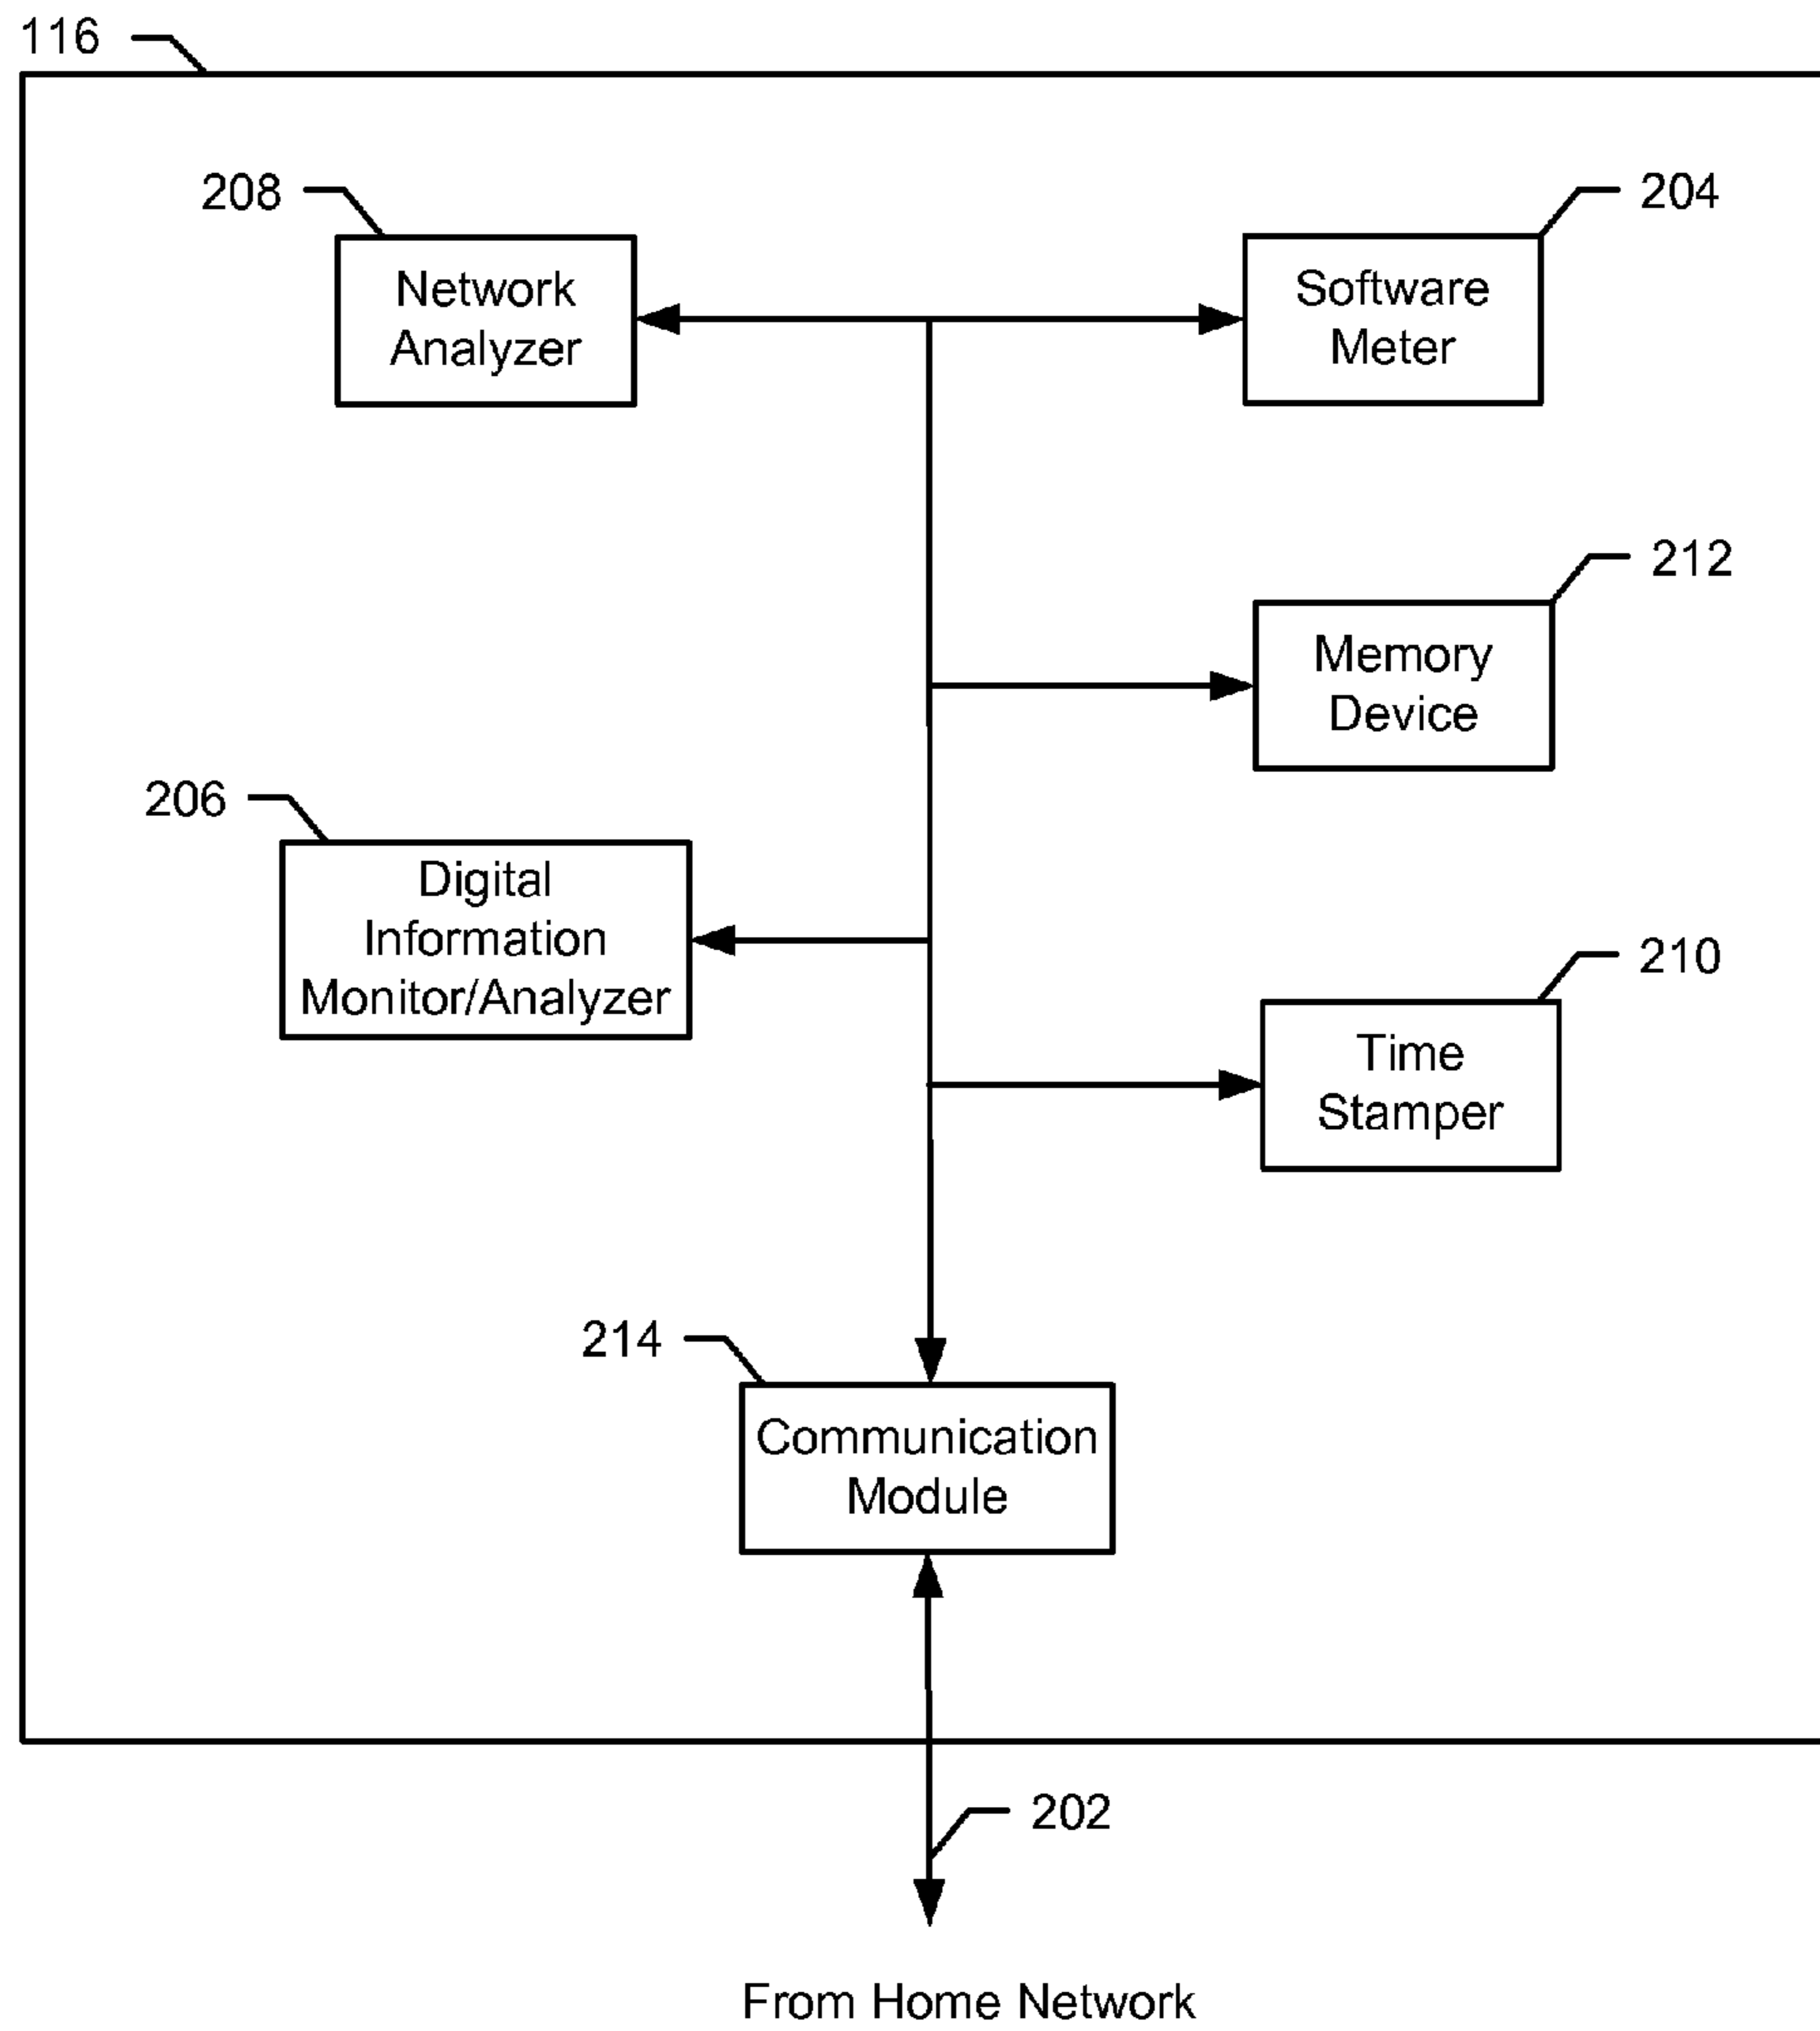 116
208
204
Network
Analyzer
Software
Meter
212
Memory
Device
206
Digital
Information
Monitor/Analyzer
210
Time
Stamper
214
Communication
Module
202
From Home Network